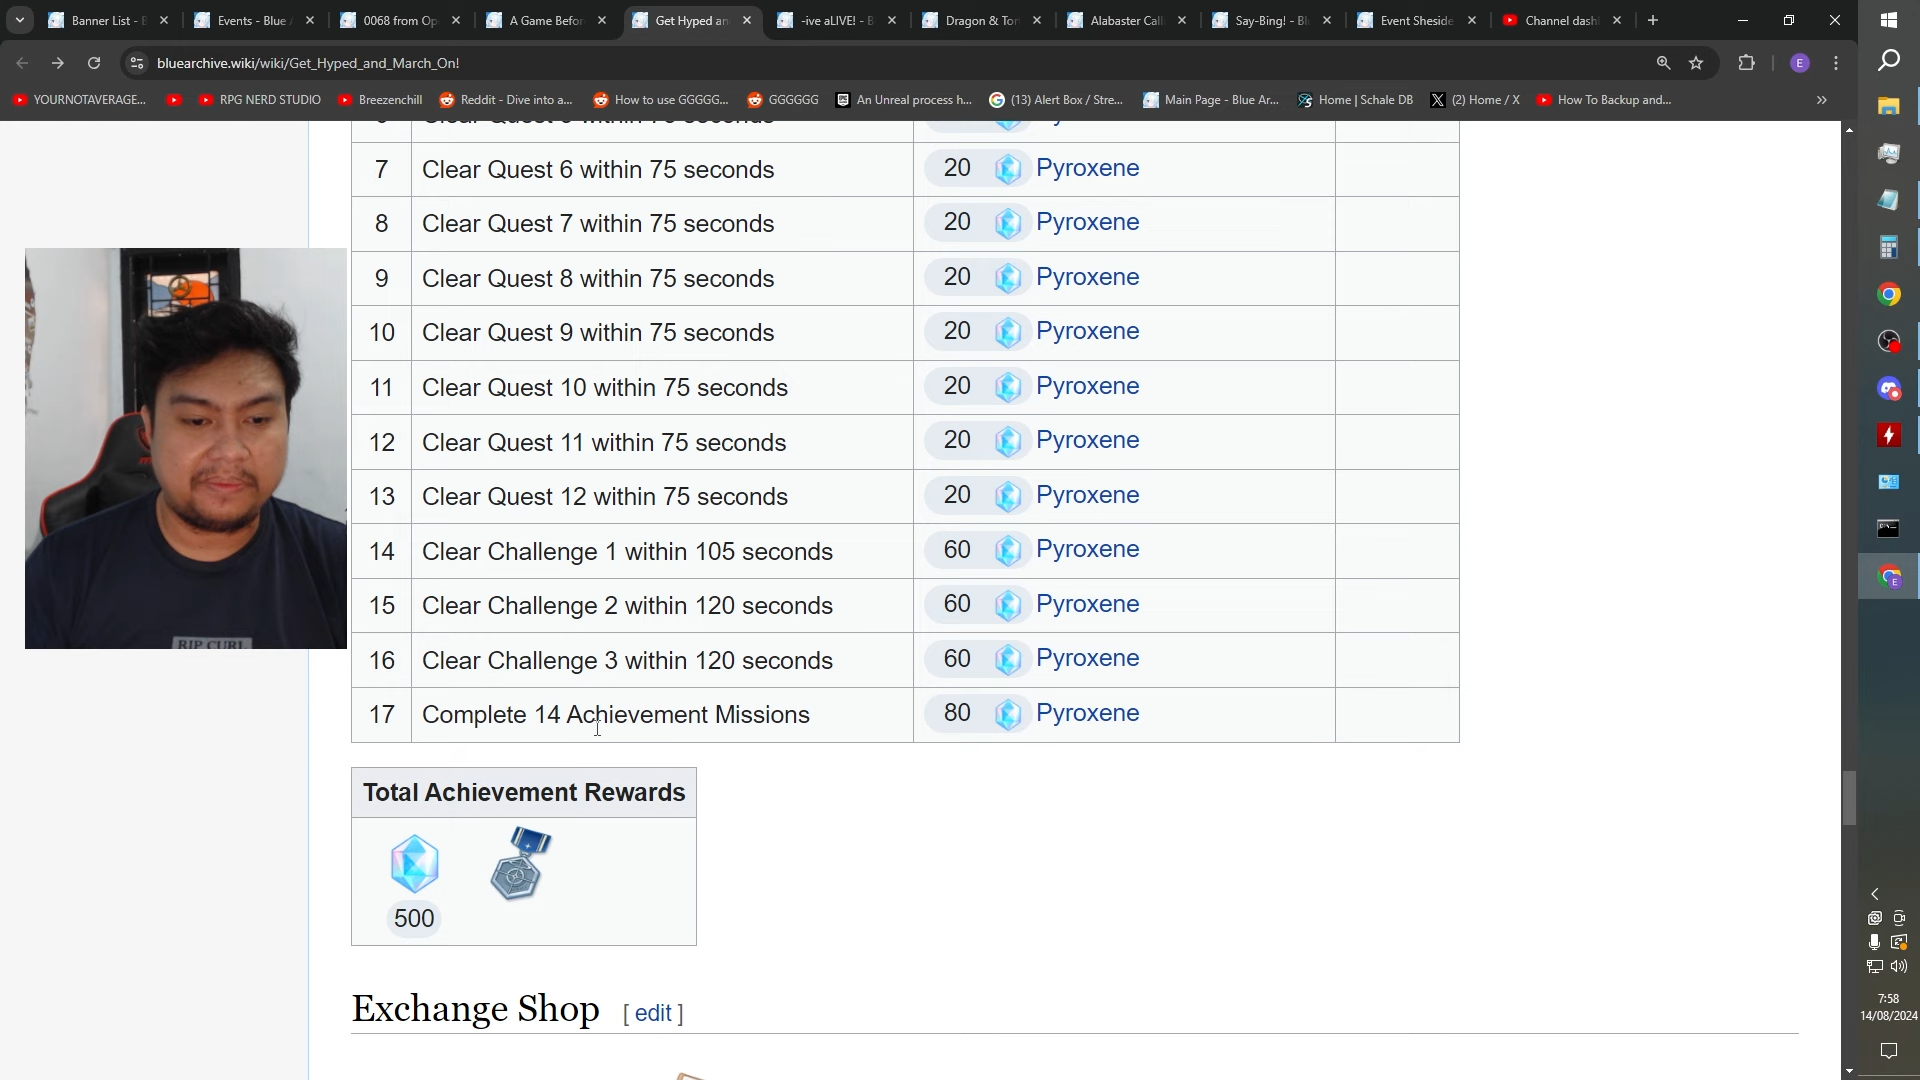 Banner List - B
Events - Blue A
0068 from Op
A Game Befor
Get Hyped an
-ive aLIVE! - B
Dragon & Tor
Alabaster Call
Say-Bing! - Bl
Event Sheside
Channel dash
bluearchive.wiki/wiki/Get_Hyped_and_March_On!
E
YOURNOTAVERAGE...
RPG NERD STUDIO
Breezenchill
Reddit - Dive into a...
How to use GGGGG...
GGGGGG
An Unreal process h...
(13) Alert Box / Stre...
Main Page - Blue Ar...
Home | Schale DB
(2) Home / X
How To Backup and...
7 Clear Quest 6 within 75 seconds 20 Pyroxene
8 Clear Quest 7 within 75 seconds 20 Pyroxene
9 Clear Quest 8 within 75 seconds 20 Pyroxene
10 Clear Quest 9 within 75 seconds 20 Pyroxene
11 Clear Quest 10 within 75 seconds 20 Pyroxene
12 Clear Quest 11 within 75 seconds 20 Pyroxene
13 Clear Quest 12 within 75 seconds 20 Pyroxene
14 Clear Challenge 1 within 105 seconds 60 Pyroxene
15 Clear Challenge 2 within 120 seconds 60 Pyroxene
16 Clear Challenge 3 within 120 seconds 60 Pyroxene
17 Complete 14 Achievement Missions 80 Pyroxene
RIP CURL
Total Achievement Rewards
500
Exchange Shop [ edit ]
7:58
14/08/2024